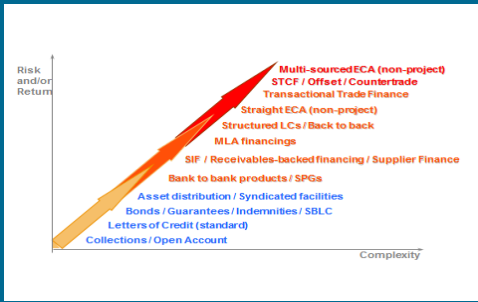 Risk
and/or
Return
Multi-sourced ECA (non-project)
STCF / Offset / Countertrade
Transactional Trade Finance
Straight ECA (non-project)
Structured LCs / Back to back
MLA financings
SIF / Receivables-backed financing / Supplier Finance
Bank to bank products / SPGs
Asset distribution / Syndicated facilities
Bonds / Guarantees / Indemnities / SBLC
Letters of Credit (standard)
Collections / Open Account
Complexity